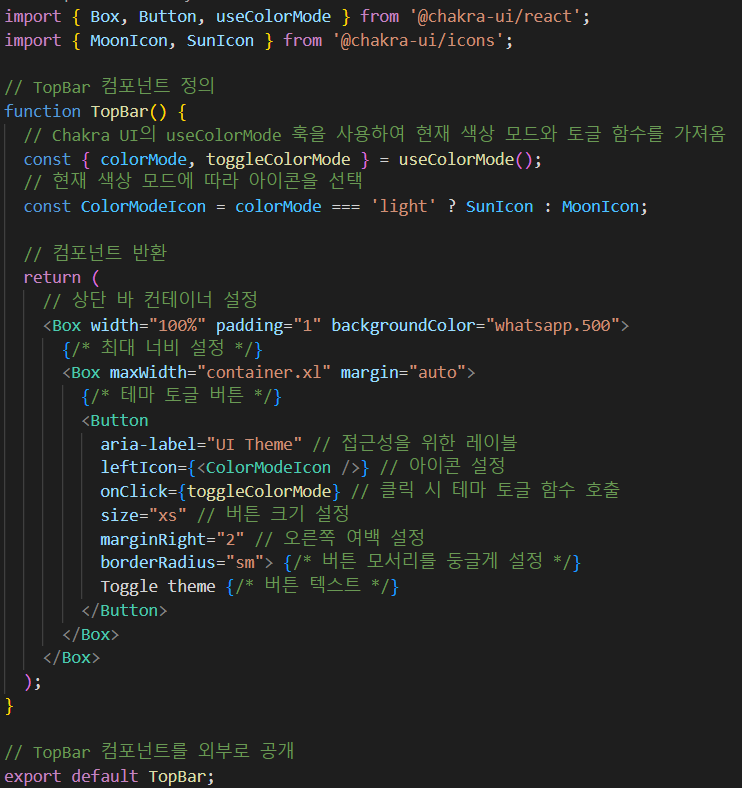 import { Box, Button, useColorMode } from '@chakra-ui/react';
import { MoonIcon, SunIcon } from '@chakra-ui/icons';
// TopBar 컴포넌트 정의
function TopBar() {
// Chakra UI의 useColorMode 훅을 사용하여 현재 색상 모드와 토글 함수를 가져옴
const { colorMode, toggleColorMode } = useColorMode();
// 현재 색상 모드에 따라 아이콘을 선택
const ColorModeIcon = colorMode === 'light' ? SunIcon : MoonIcon;
// 컴포넌트 반환
return (
// 상단 바 컨테이너 설정
<Box width="100%" padding="1" backgroundColor="whatsapp.500">
{/* 최대 너비 설정 */}
<Box maxWidth="container.xl" margin="auto">
{/* 테마 토글 버튼 */}
<Button
aria-label="UI Theme" // 접근성을 위한 레이블
leftIcon={<ColorModeIcon />} // 아이콘 설정
onClick={toggleColorMode} // 클릭 시 테마 토글 함수 호출
size="xs" // 버튼 크기 설정
marginRight="2" // 오른쪽 여백 설정
borderRadius="sm"> {/* 버튼 모서리를 둥글게 설정 */}
Toggle theme {/* 버튼 텍스트 */}
</Button>
</Box>
</Box>
);
}
// TopBar 컴포넌트를 외부로 공개
export default TopBar;